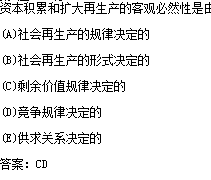 资本积累和扩大再生产的客观必然性是由
(A)社会再生产的规律决定的
(B)社会再生产的形式决定的
(C)剩余价值规律决定的
(D)竞争规律决定的
(E)供求关系决定的
答案：CD